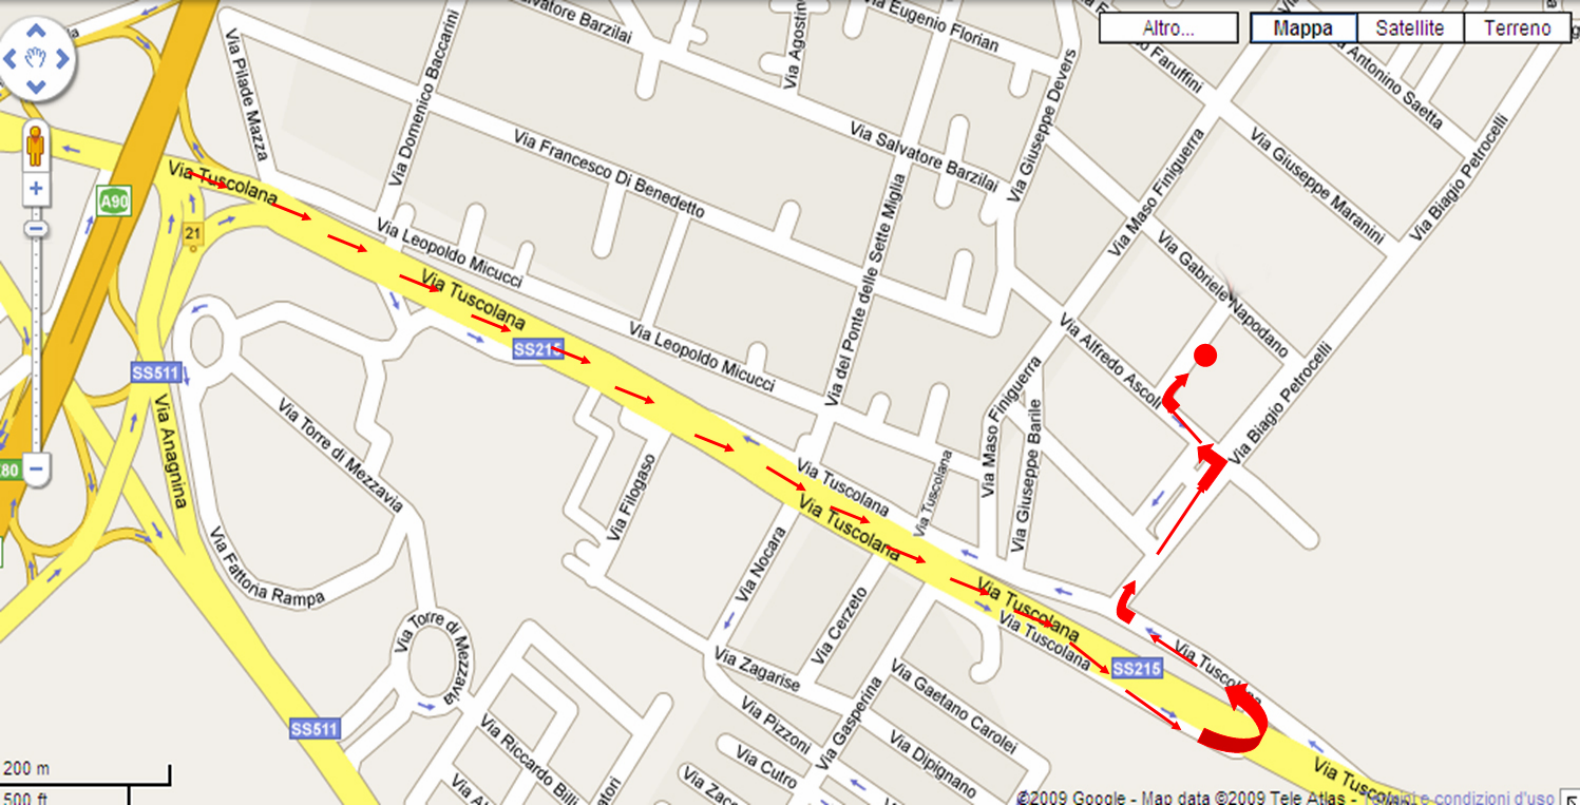 Altro...
Mappa
Satellite
Terreno
Salvatore Barzilai
Via Agostino
Via Eugenio Florian
Faruffini
Antonino Saetta
Via Pilade Mazza
Via Domenico Baccarini
Via Giuseppe Devers
Via Salvatore Barzilai
Via Francesco Di Benedetto
Via Maso Finiguerra
Via Giuseppe Maranini
Via Biagio Petrocelli
Via Tuscolana
A90
21
Via Leopoldo Micucci
Via del Ponte delle Sette Miglia
Via Gabriele Napodano
Via Tuscolana
SS215
Via Leopoldo Micucci
Via Alfredo Ascoli
Via Biagio Petrocelli
SS511
Via Anagnina
Via Torre di Mezzavia
Via Maso Finiguerra
Via Giuseppe Barile
80
Via Filogaso
Via Tuscolana
Via Tuscolana
Via Tuscolana
Via Fattoria Rampa
Via Nocara
Via Cerzeto
Via Tuscolana
Via Tuscolana
Via Torre di Mezzavia
SS215
Via Tuscolana
Via Zagarise
Via Gasperina
Via Gaetano Carolei
SS511
Via Pizzoni
Via Riccardo Billi
Via Cutro
Via Dipignano
Via Tuscolana
200 m
500 ft
©2009 Google - Map data ©2009 Tele Atlas - Termini e condizioni d'uso